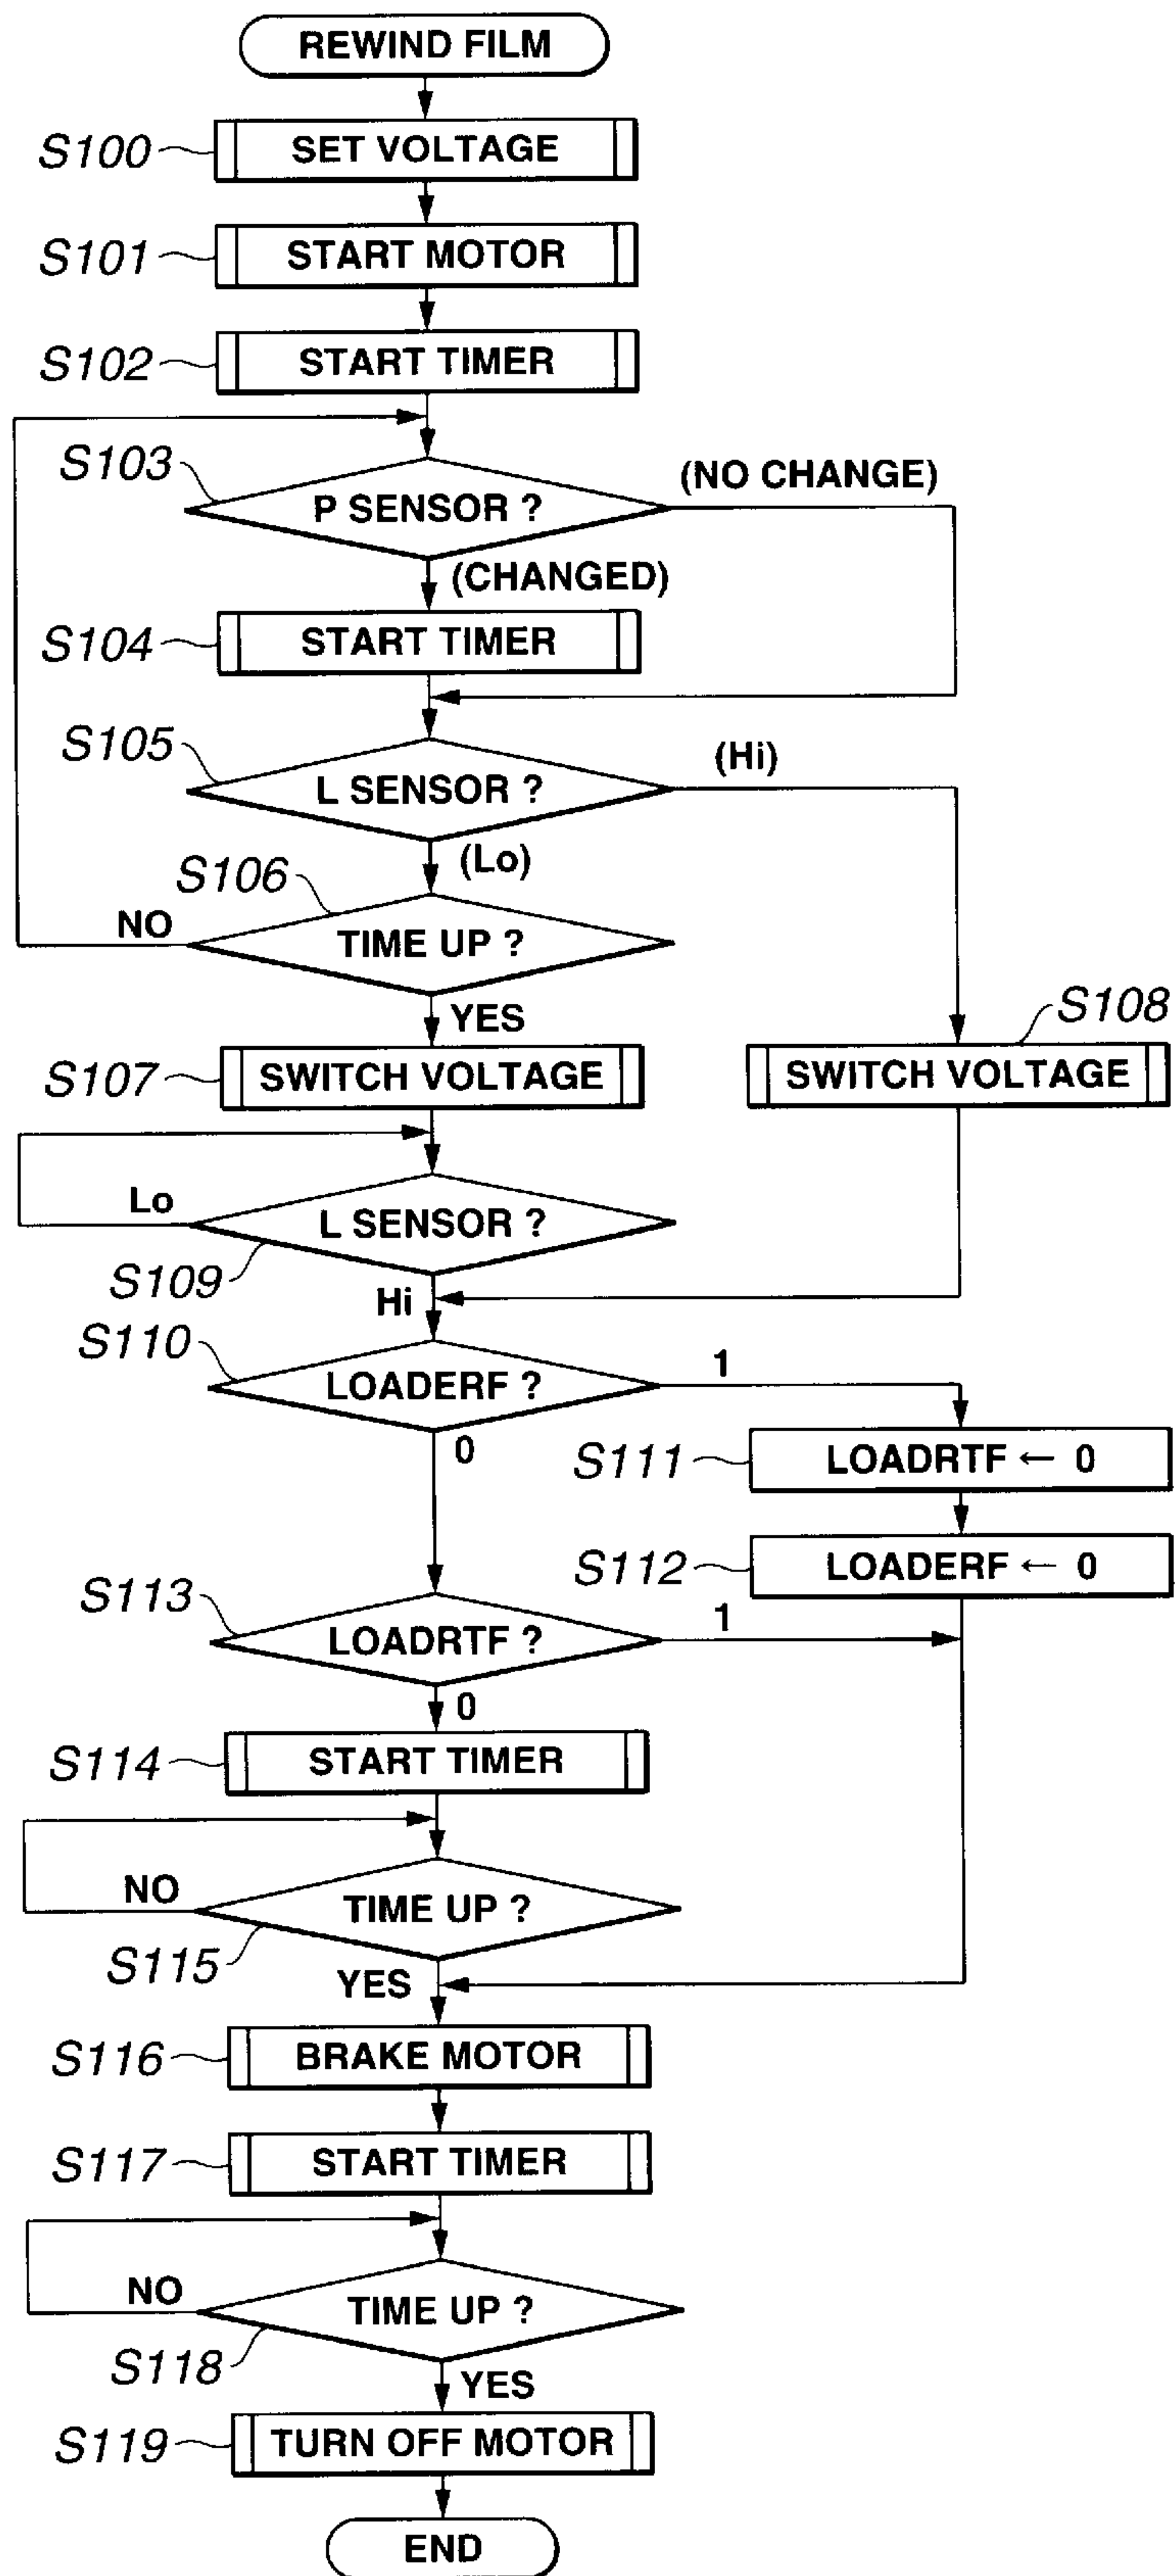 REWIND FILM
S100 SET VOLTAGE
S101 START MOTOR
S102 START TIMER
S103 P SENSOR ? (NO CHANGE)
(CHANGED)
S104 START TIMER
S105 L SENSOR ? (Hi)
(Lo)
S106 TIME UP ? NO
YES
S107 SWITCH VOLTAGE
S108 SWITCH VOLTAGE
Lo L SENSOR ?
S109
Hi
S110 LOADERF ? 1
0
S111 LOADRTF ← 0
S112 LOADERF ← 0
S113 LOADRTF ? 1
0
S114 START TIMER
NO TIME UP ?
S115
YES
S116 BRAKE MOTOR
S117 START TIMER
NO TIME UP ?
S118
YES
S119 TURN OFF MOTOR
END